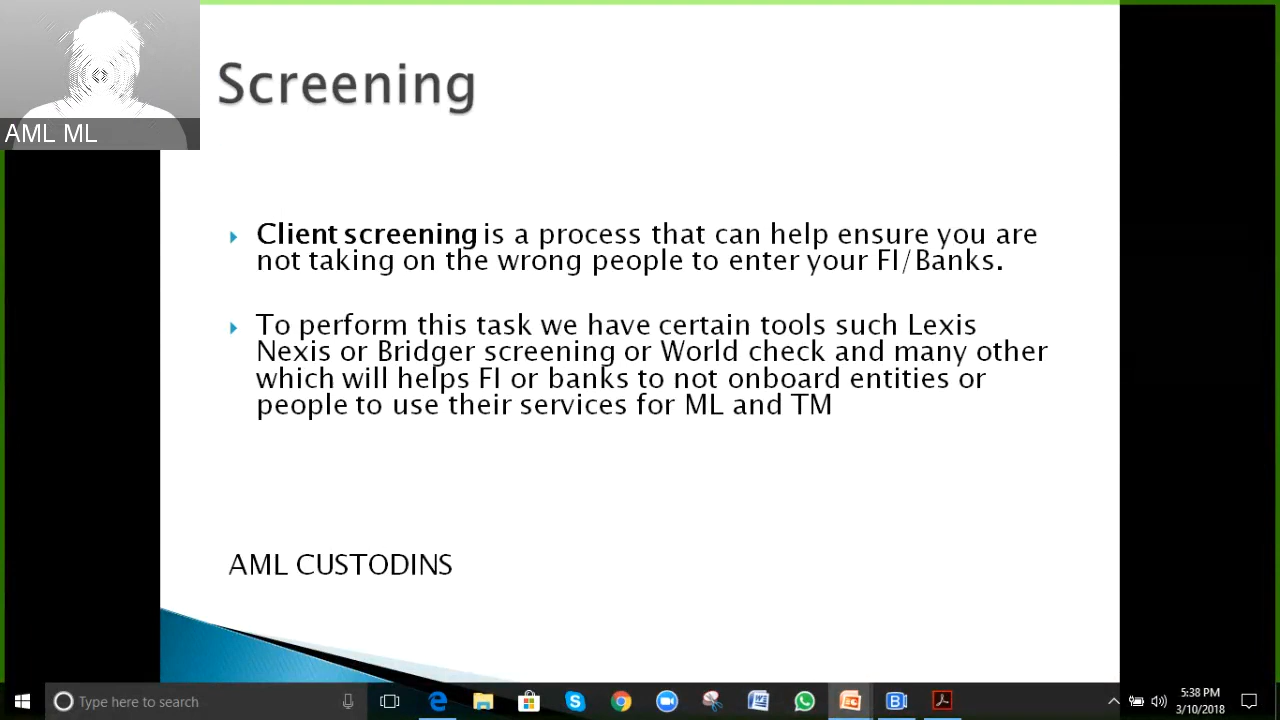 AML ML
Screening
Client screening is a process that can help ensure you are
not taking on the wrong people to enter your FI/Banks.
To perform this task we have certain tools such Lexis
Nexis or Bridger screening or World check and many other
which will helps FI or banks to not onboard entities or
people to use their services for ML and TM
AML CUSTODINS
Type here to search
5:38 PM
3/10/2018